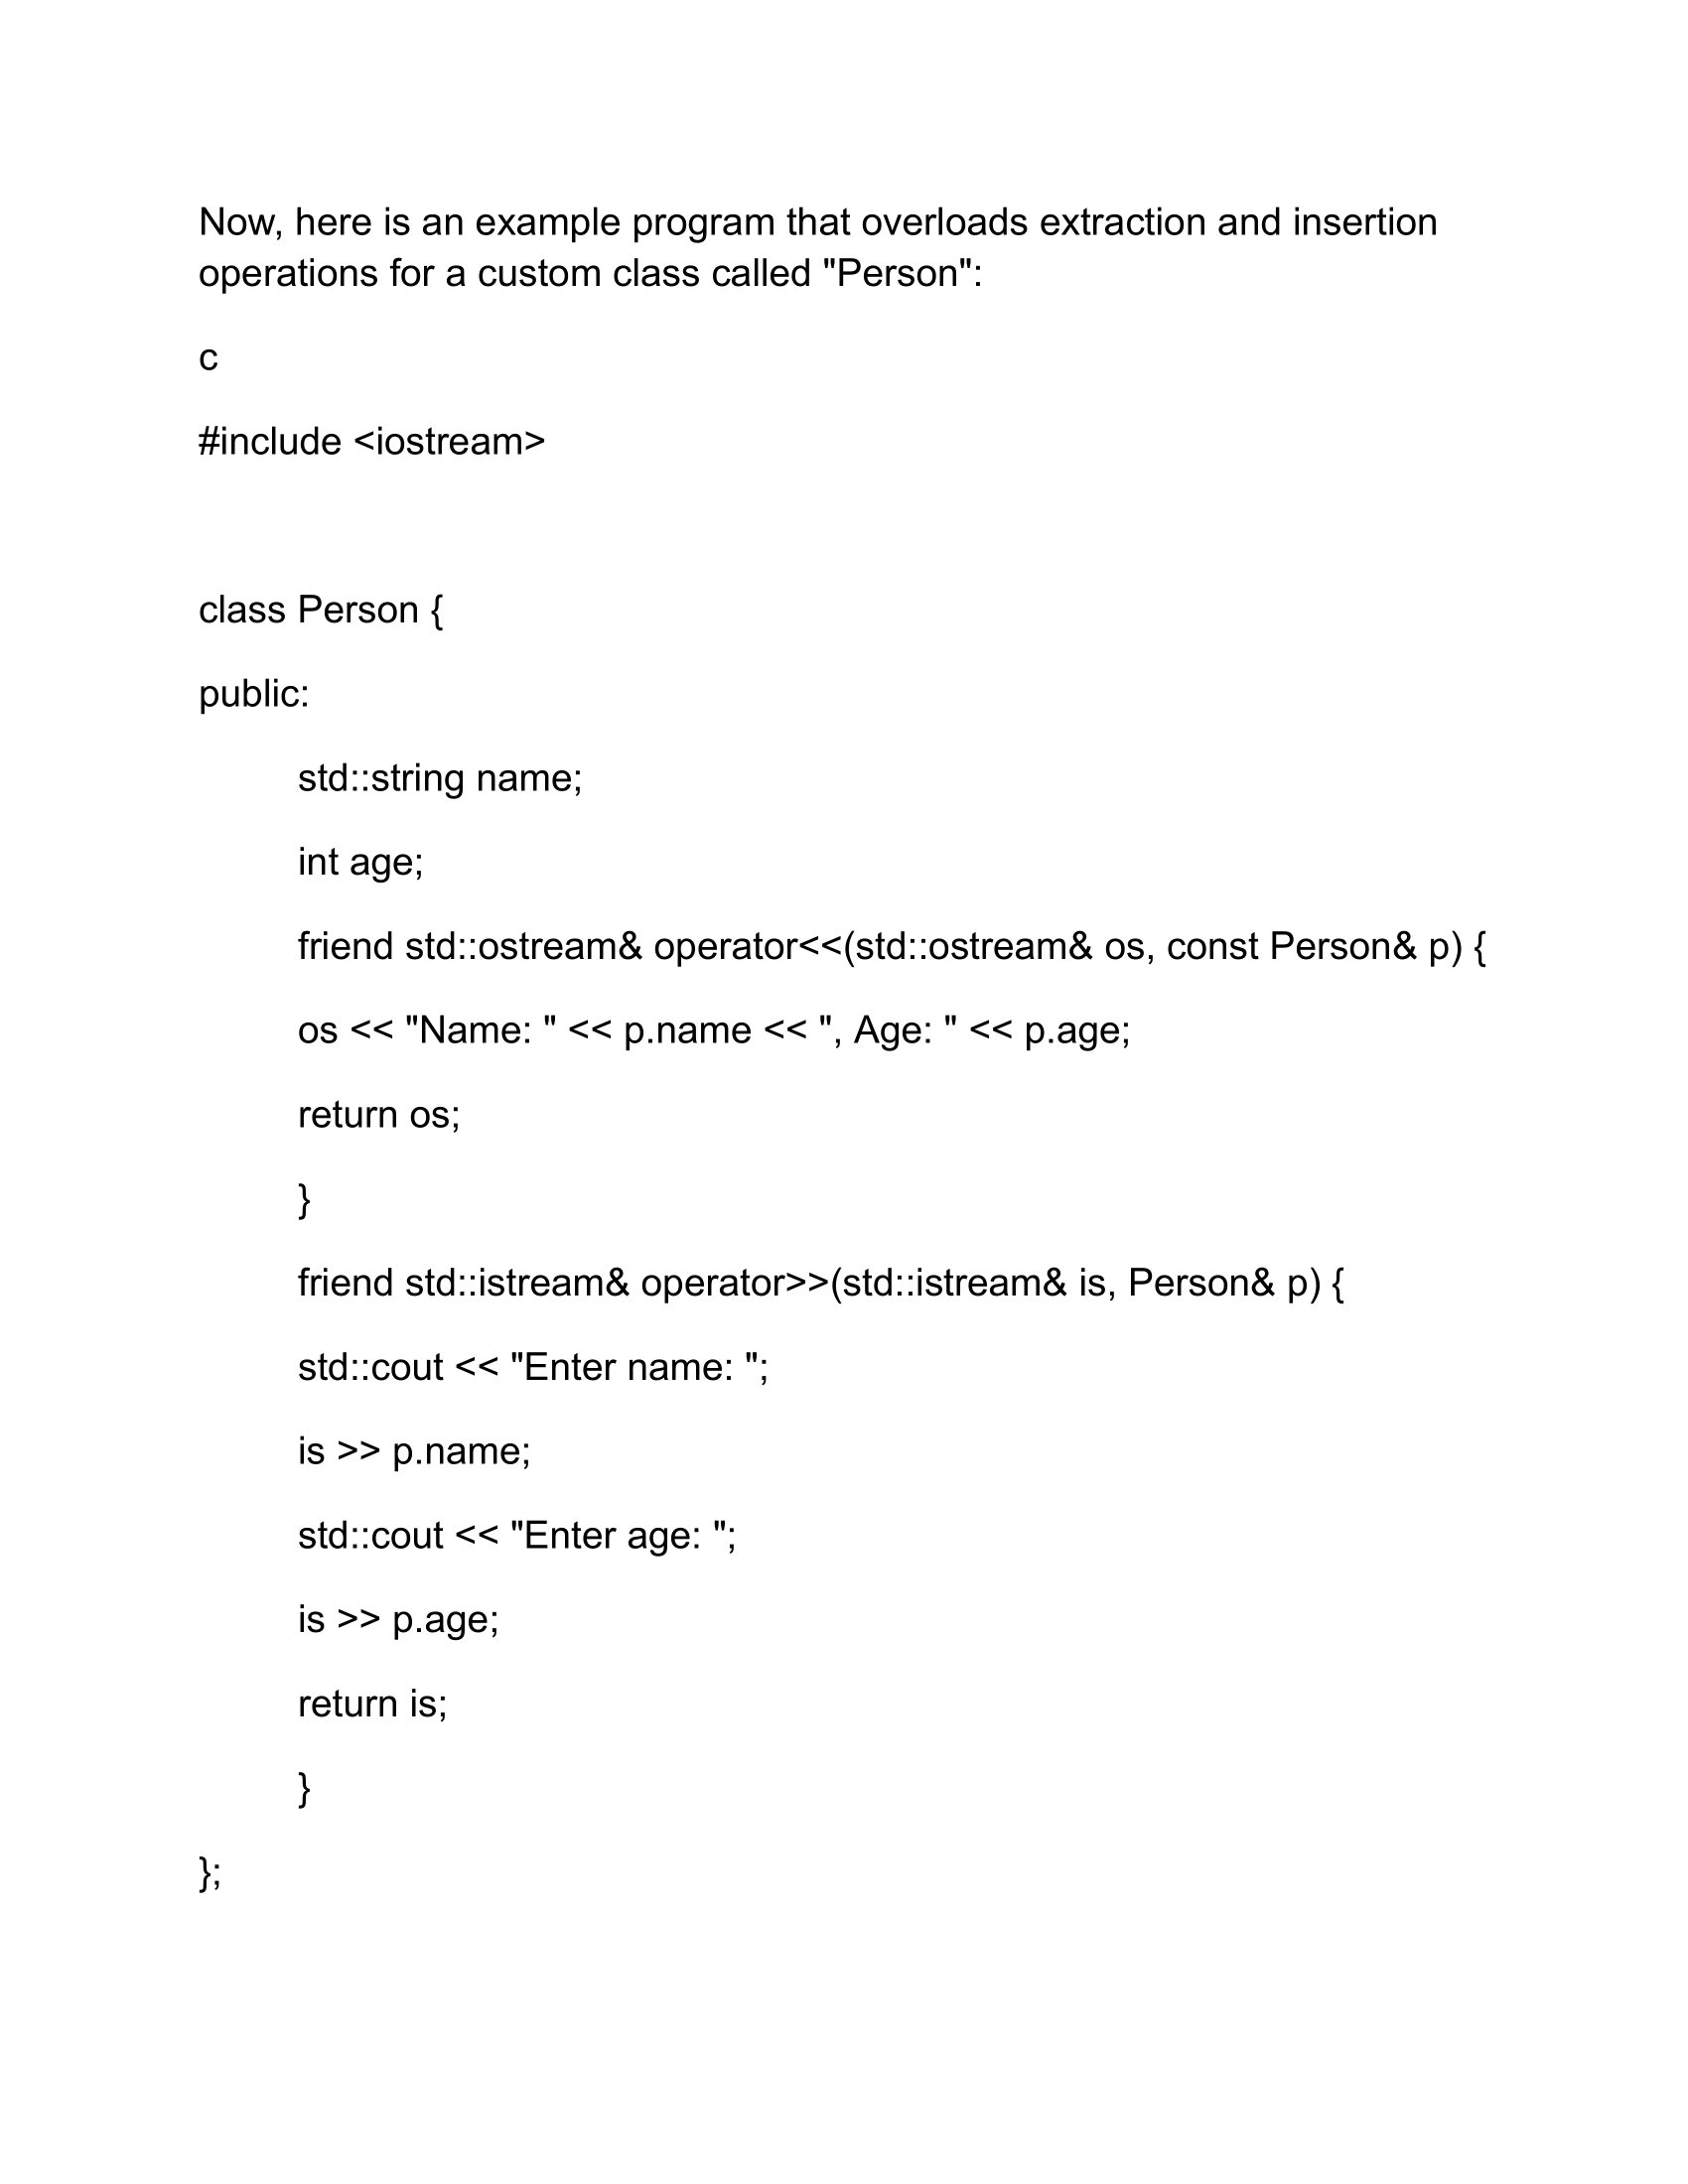 Now, here is an example program that overloads extraction and insertion
operations for a custom class called "Person":
c
#include <iostream>
class Person {
public:
std::string name;
int age;
friend std::ostream& operator<<(std::ostream& os, const Person& p) {
os << "Name: " << p.name << ", Age: " << p.age;
return os;
}
friend std::istream& operator>>(std::istream& is, Person& p) {
std::cout << "Enter name: ";
is >> p.name;
std::cout << "Enter age: ";
is >> p.age;
return is;
}
};